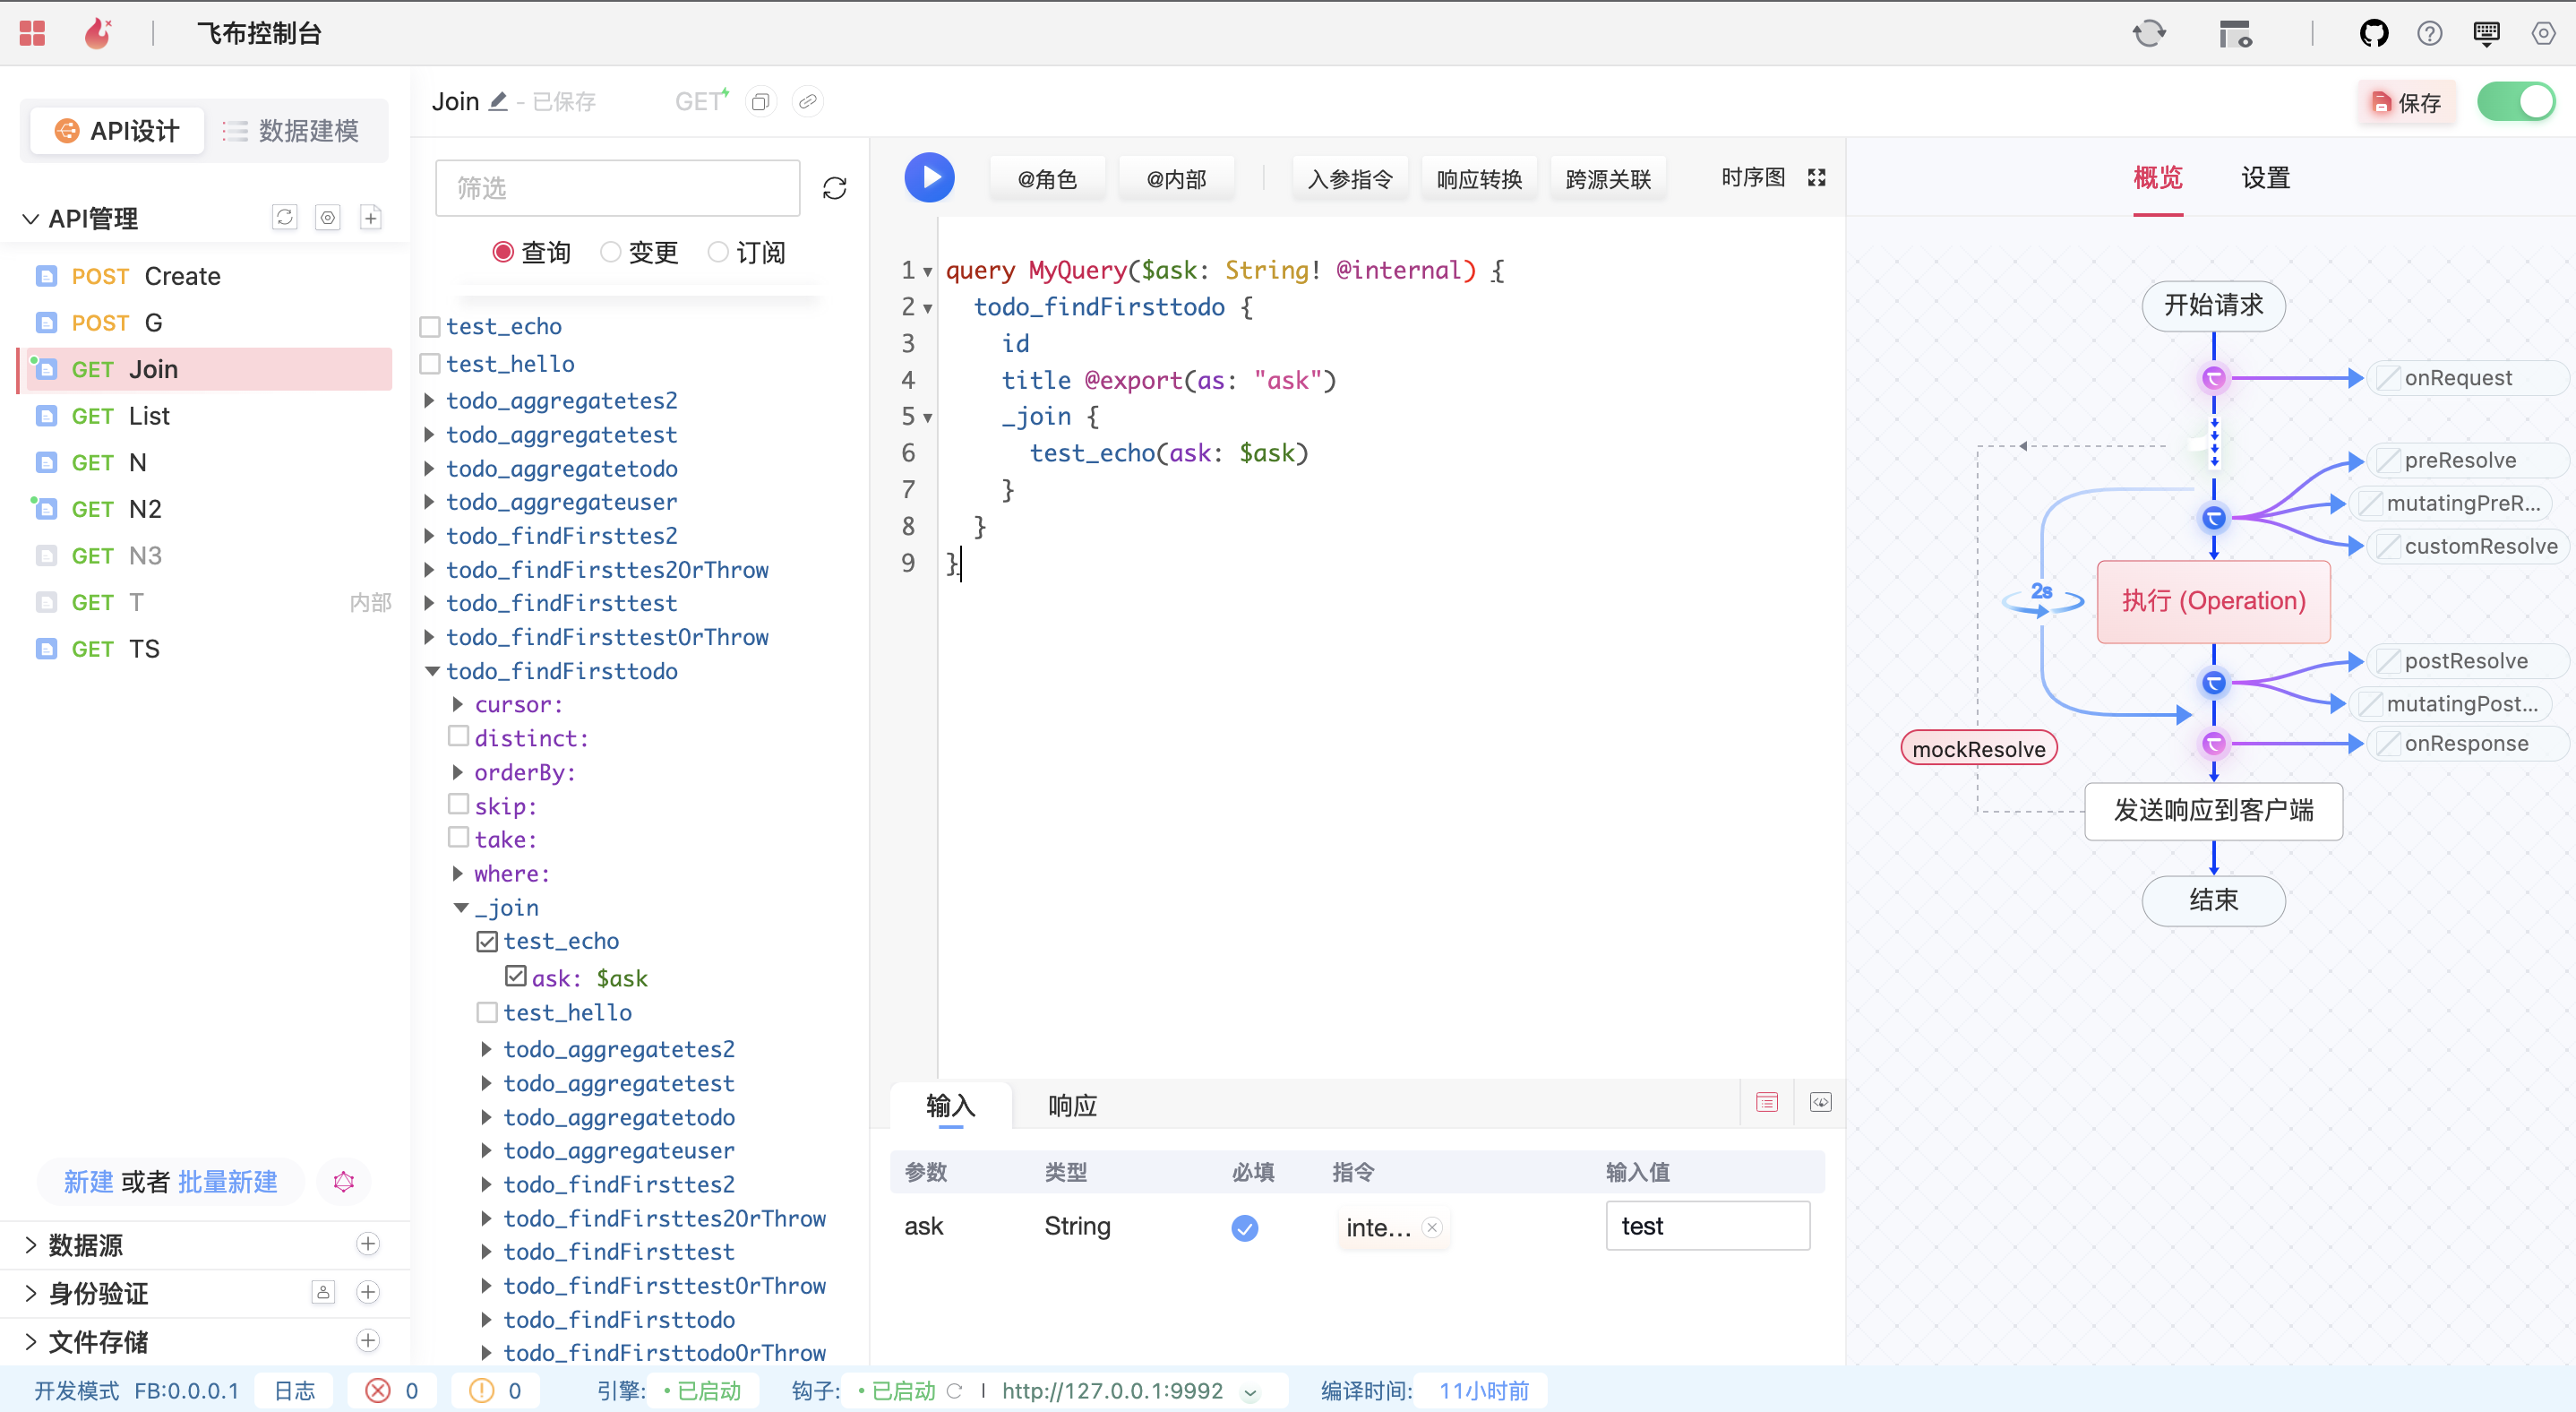 飞布控制台
API设计
数据建模
API管理
POST Create
POST G
GET Join
GET List
GET N
GET N2
GET N3
GET T 内部
GET TS
新建 或者 批量新建
数据源
身份验证
文件存储
Join - 已保存 GET
保存
筛选
查询 变更 订阅
test_echo
test_hello
todo_aggregatetes2
todo_aggregatetest
todo_aggregatetodo
todo_aggregateuser
todo_findFirsttes2
todo_findFirsttes2OrThrow
todo_findFirsttest
todo_findFirsttestOrThrow
todo_findFirsttodo
cursor:
distinct:
orderBy:
skip:
take:
where:
_join
test_echo
ask: $ask
test_hello
todo_aggregatetes2
todo_aggregatetest
todo_aggregatetodo
todo_aggregateuser
todo_findFirsttes2
todo_findFirsttes2OrThrow
todo_findFirsttest
todo_findFirsttestOrThrow
todo_findFirsttodo
todo_findFirsttodoOrThrow
@角色 @内部 入参指令 响应转换 跨源关联 时序图
1 query MyQuery($ask: String! @internal) {
2 todo_findFirsttodo {
3 id
4 title @export(as: "ask")
5 _join {
6 test_echo(ask: $ask)
7 }
8 }
9 }
输入 响应
参数 类型 必填 指令 输入值
ask String inte... test
概览 设置
开始请求
onRequest
preResolve
mutatingPreR...
customResolve
2s
执行 (Operation)
postResolve
mutatingPost...
onResponse
mockResolve
发送响应到客户端
结束
开发模式 FB:0.0.0.1 日志 0 0 引擎: 已启动 钩子: 已启动 http://127.0.0.1:9992 编译时间: 11小时前